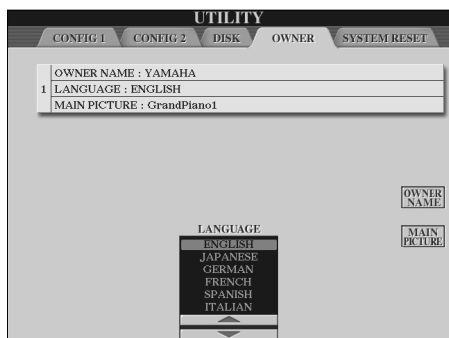 UTILITY
CONFIG 1 CONFIG 2 DISK OWNER SYSTEM RESET
OWNER NAME : YAMAHA
1 LANGUAGE : ENGLISH
MAIN PICTURE : GrandPiano1
OWNER
NAME
MAIN
PICTURE
LANGUAGE
ENGLISH
JAPANESE
GERMAN
FRENCH
SPANISH
ITALIAN